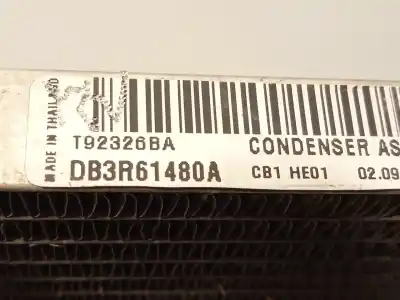 MADE IN THAILAND
T92326BA
CONDENSER AS
DB3R61480A
CB1 HE01
02.09